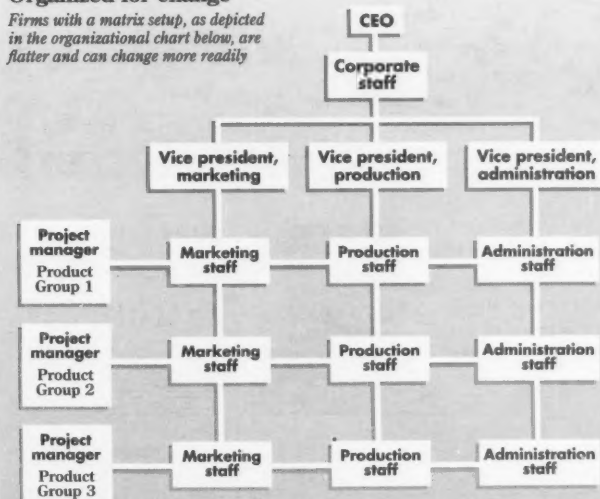 Organized for change
Firms with a matrix setup, as depicted
in the organizational chart below, are
flatter and can change more readily
CEO
Corporate
staff
Vice president,
marketing
Vice president,
production
Vice president,
administration
Project
manager
Product
Group 1
Marketing
staff
Production
staff
Administration
staff
Project
manager
Product
Group 2
Marketing
staff
Production
staff
Administration
staff
Project
manager
Product
Group 3
Marketing
staff
Production
staff
Administration
staff